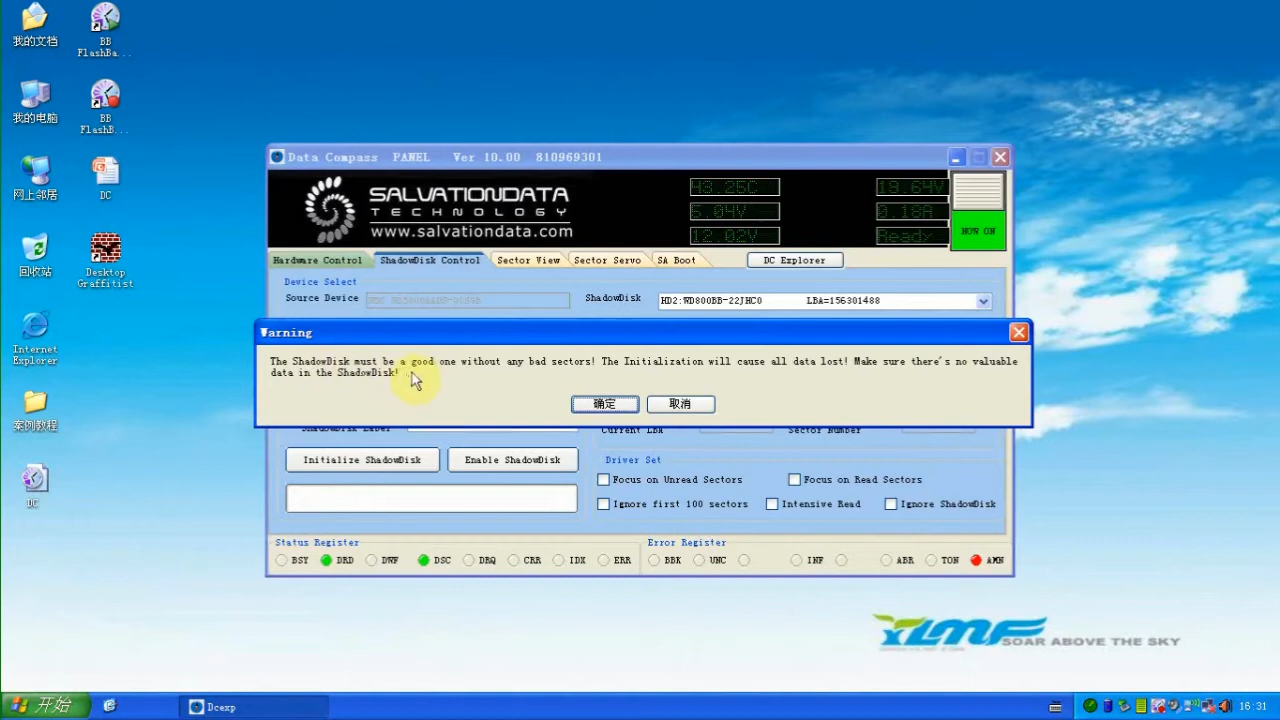 我的文档
BB
FlashBa...
我的电脑
BB
FlashB...
网上邻居
DC
回收站
Desktop
Graffitist
Internet
Explorer
案例教程
DC
Data Compass PANEL Ver 10.00 810969301
SALVATIONDATA
TECHNOLOGY
www.salvationdata.com
43.25C
5.04V
12.02V
19.64V
0.18A
Ready
NOW ON
Hardware Control
ShadowDisk Control
Sector View
Sector Servo
SA Boot
DC Explorer
Device Select
Source Device
ShadowDisk
HD2:WD800BB-22JHC0 LBA=156301488
Warning
The ShadowDisk must be a good one without any bad sectors! The Initialization will cause all data lost! Make sure there's no valuable
data in the ShadowDisk!
确定
取消
ShadowDisk Label
Current LBA
Sector Number
Initialize ShadowDisk
Enable ShadowDisk
Driver Set
Focus on Unread Sectors
Focus on Read Sectors
Ignore first 100 sectors
Intensive Read
Ignore ShadowDisk
Status Register
Error Register
BSY DRD DWF DSC DRQ CRR IDX ERR BBK UNC INF ABR TON AMN
YLMF SOAR ABOVE THE SKY
开始
Dcexp
16:31